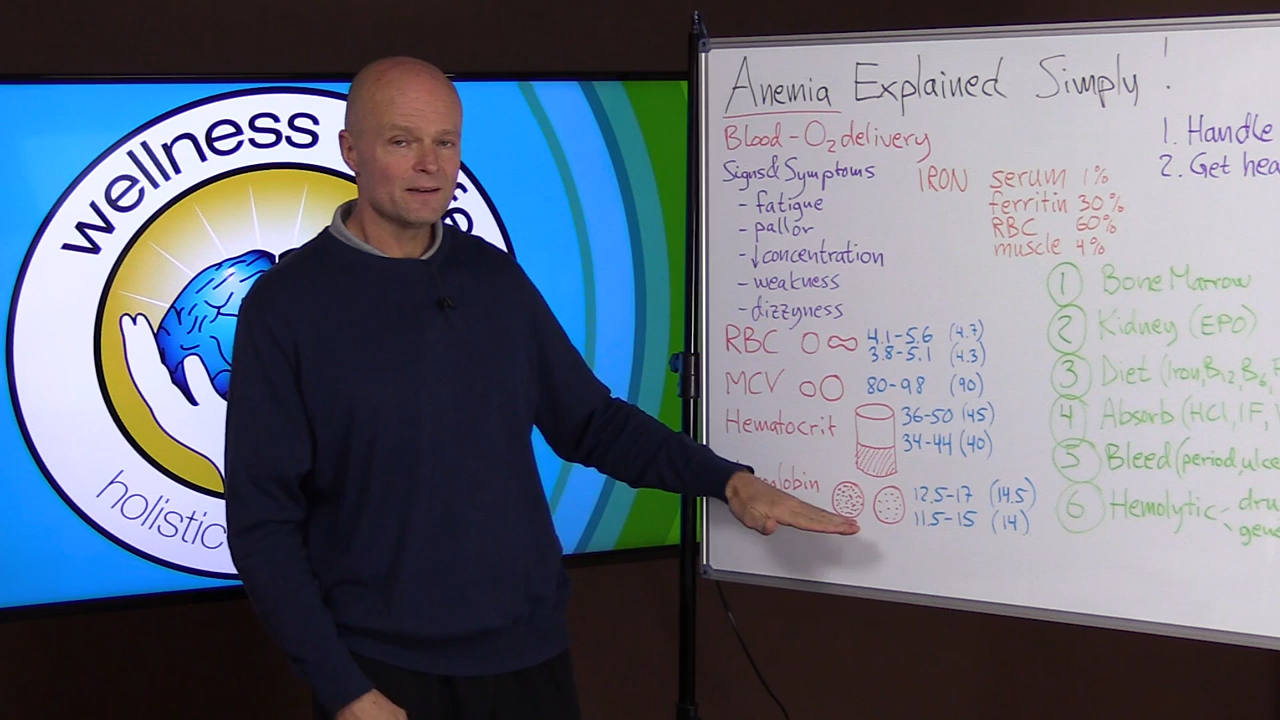 wellness
holistic
Anemia Explained Simply!
Blood - O2 delivery
Signs & Symptoms
- fatigue
- pallor
- ↓concentration
- weakness
- dizzyness
RBC 4.1-5.6 (4.7)
3.8-5.1 (4.3)
MCV 80-98 (90)
Hematocrit 36-50 (45)
34-44 (40)
12.5-17 (14.5)
11.5-15 (14)
IRON serum 1%
ferritin 30%
RBC 60%
muscle 4%
1. Handle
2. Get hea
1 Bone Marrow
2 Kidney (EPO)
3 Diet (Iron, B12, B6,
4 Absorb (HCl, IF,
5 Bleed (period, ulce
6 Hemolytic - dru
gene